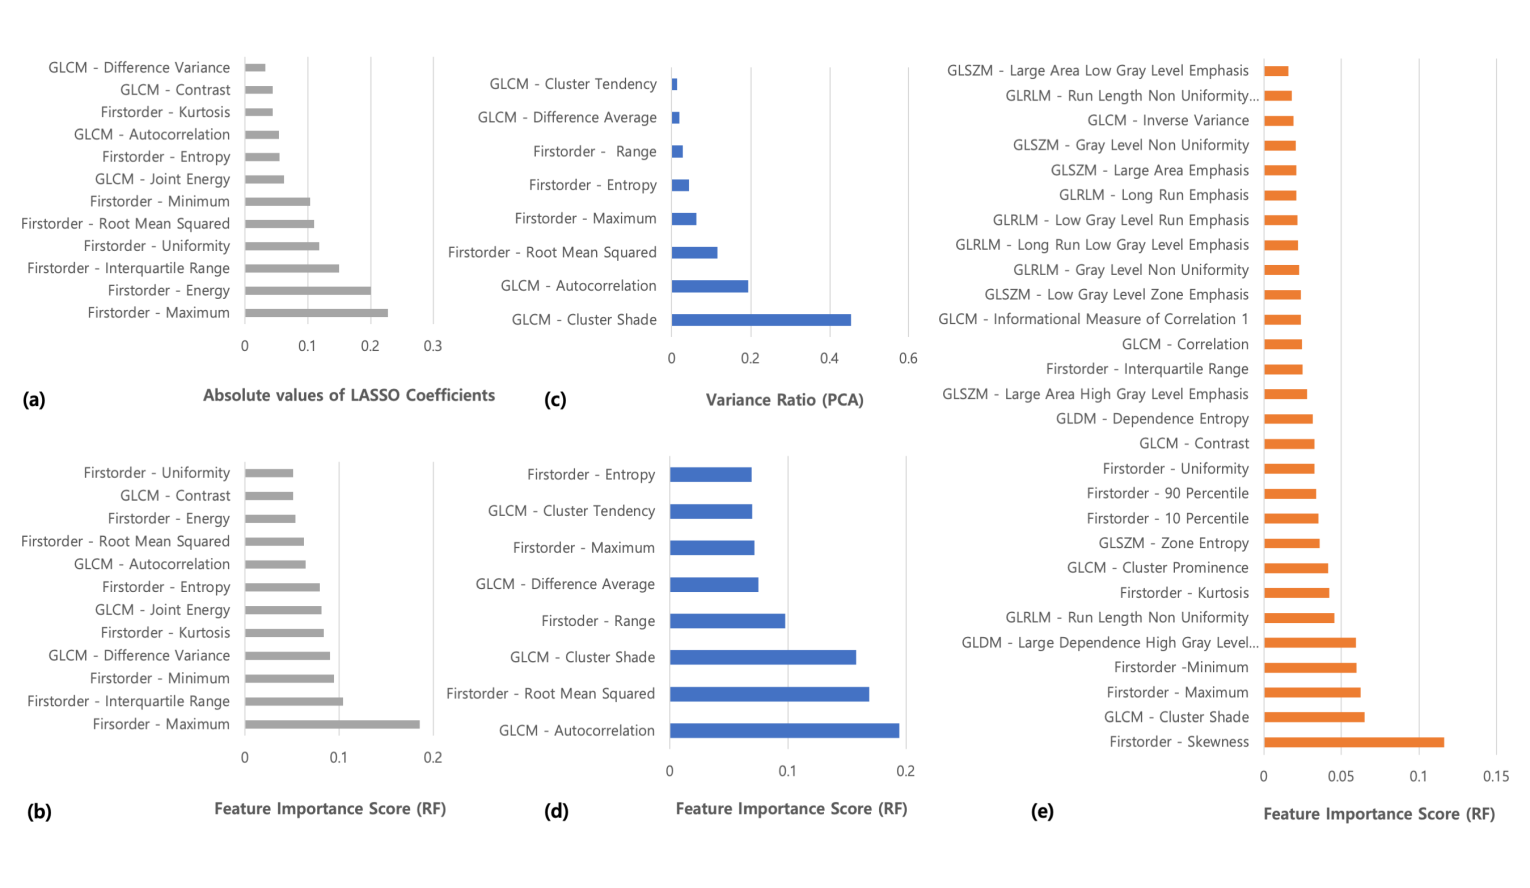 GLCM - Difference Variance
GLCM - Contrast
Firstorder - Kurtosis
GLCM - Autocorrelation
Firstorder - Entropy
GLCM - Joint Energy
Firstorder - Minimum
Firstorder - Root Mean Squared
Firstorder - Uniformity
Firstorder - Interquartile Range
Firstorder - Energy
Firstorder - Maximum
0 0.1 0.2 0.3
(a) Absolute values of LASSO Coefficients
Firstorder - Uniformity
GLCM - Contrast
Firstorder - Energy
Firstorder - Root Mean Squared
GLCM - Autocorrelation
Firstorder - Entropy
GLCM - Joint Energy
Firstoder - Kurtosis
GLCM - Difference Variance
Firstorder - Minimum
Firstorder - Interquartile Range
Firsorder - Maximum
0 0.1 0.2
(b) Feature Importance Score (RF)
GLCM - Cluster Tendency
GLCM - Difference Average
Firstorder - Range
Firstorder - Entropy
Firstorder - Maximum
Firstorder - Root Mean Squared
GLCM - Autocorrelation
GLCM - Cluster Shade
0 0.2 0.4 0.6
(c) Variance Ratio (PCA)
Firstorder - Entropy
GLCM - Cluster Tendency
Firstorder - Maximum
GLCM - Difference Average
Firstoder - Range
GLCM - Cluster Shade
Firstorder - Root Mean Squared
GLCM - Autocorrelation
0 0.1 0.2
(d) Feature Importance Score (RF)
GLSZM - Large Area Low Gray Level Emphasis
GLRLM - Run Length Non Uniformity...
GLCM - Inverse Variance
GLSZM - Gray Level Non Uniformity
GLSZM - Large Area Emphasis
GLRLM - Long Run Emphasis
GLRLM - Low Gray Level Run Emphasis
GLRLM - Long Run Low Gray Level Emphasis
GLRLM - Gray Level Non Uniformity
GLSZM - Low Gray Level Zone Emphasis
GLCM - Informational Measure of Correlation 1
GLCM - Correlation
Firstorder - Interquartile Range
GLSZM - Large Area High Gray Level Emphasis
GLDM - Dependence Entropy
GLCM - Contrast
Firstorder - Uniformity
Firstorder - 90 Percentile
Firstorder - 10 Percentile
GLSZM - Zone Entropy
GLCM - Cluster Prominence
Firstorder - Kurtosis
GLRLM - Run Length Non Uniformity
GLDM - Large Dependence High Gray Level...
Firstorder -Minimum
Firstorder - Maximum
GLCM - Cluster Shade
Firstorder - Skewness
0 0.05 0.1 0.15
(e) Feature Importance Score (RF)